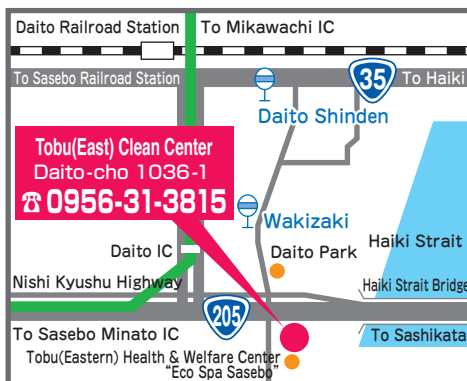 Daito Railroad Station
To Mikawachi IC
To Sasebo Railroad Station
35
To Haiki
Daito Shinden
Tobu(East) Clean Center
Daito-cho 1036-1
☎ 0956-31-3815
Wakizaki
Daito IC
Daito Park
Haiki Strait
Nishi Kyushu Highway
Haiki Strait Bridge
205
To Sasebo Minato IC
To Sashikata
Tobu(Eastern) Health & Welfare Center
“Eco Spa Sasebo”